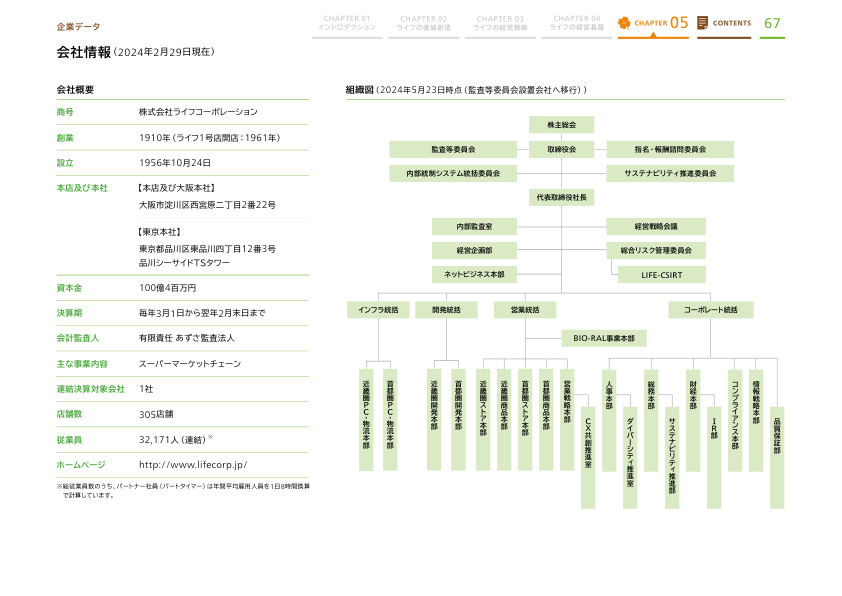 企業データ
CHAPTER 01
イントロダクション
CHAPTER 02
ライフの価値創造
CHAPTER 03
ライフの経営戦略
CHAPTER 04
ライフの経営基盤
CHAPTER 05
CONTENTS
67
会社情報(2024年2月29日現在)
会社概要
商号 株式会社ライフコーポレーション
創業 1910年(ライフ1号店開店:1961年)
設立 1956年10月24日
本店及び本社 【本店及び大阪本社】
大阪市淀川区西宮原二丁目2番22号
【東京本社】
東京都品川区東品川四丁目12番3号
品川シーサイドTSタワー
資本金 100億4百万円
決算期 毎年3月1日から翌年2月末日まで
会計監査人 有限責任 あずさ監査法人
主な事業内容 スーパーマーケットチェーン
連結決算対象会社 1社
店舗数 305店舗
従業員 32,171人(連結)※
ホームページ http://www.lifecorp.jp/
※総従業員数のうち、パートナー社員(パートタイマー)は年間平均雇用人員を1日8時間換算
で計算しています。
組織図(2024年5月23日時点(監査等委員会設置会社へ移行))
株主総会
監査等委員会
取締役会
指名・報酬諮問委員会
内部統制システム統括委員会
サステナビリティ推進委員会
代表取締役社長
内部監査室
経営戦略会議
経営企画部
総合リスク管理委員会
ネットビジネス本部
LIFE-CSIRT
インフラ統括
開発統括
営業統括
コーポレート統括
BIO-RAL事業本部
近畿圏PC・物流本部
首都圏PC・物流本部
近畿圏開発本部
首都圏開発本部
近畿圏ストア本部
近畿圏商品本部
首都圏ストア本部
首都圏商品本部
営業戦略本部
CX共創推進室
人事本部
ダイバーシティ推進室
総務本部
サステナビリティ推進部
財経本部
IR部
コンプライアンス本部
情報戦略本部
品質保証部